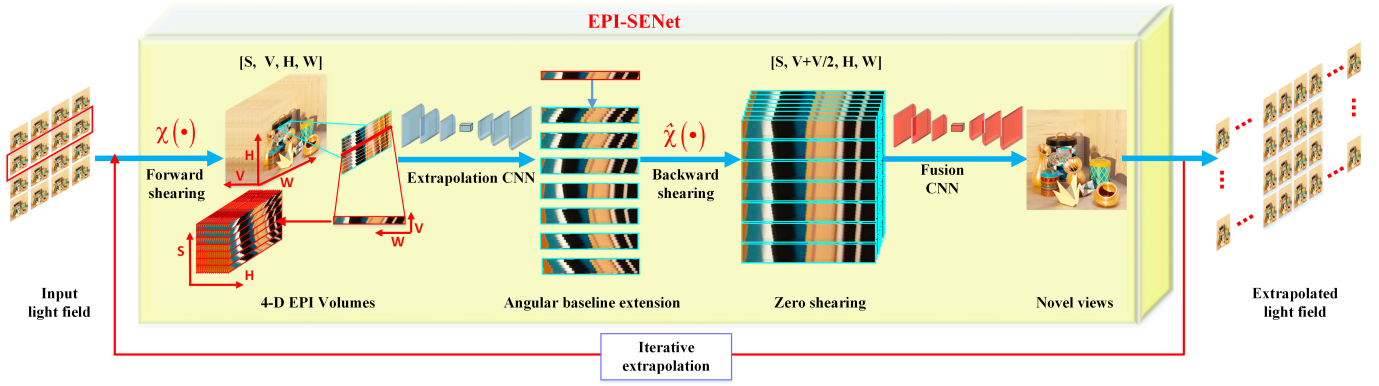 EPI-SENet
[S, V, H, W]
[S, V+V/2, H, W]
χ(•)
Forward
shearing
H
V
W
Extrapolation CNN
χ̂(•)
Backward
shearing
Fusion
CNN
V
W
S
H
Input
light field
4-D EPI Volumes
Angular baseline extension
Zero shearing
Novel views
Extrapolated
light field
Iterative
extrapolation